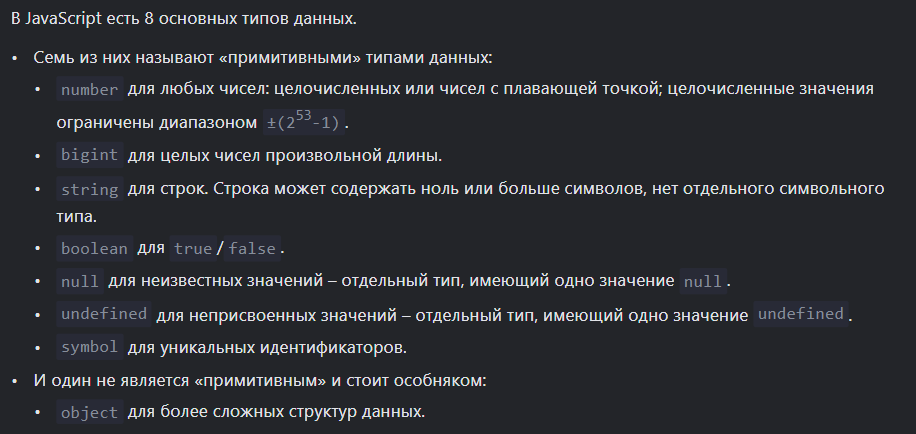 В JavaScript есть 8 основных типов данных.
• Семь из них называют «примитивными» типами данных:
• number для любых чисел: целочисленных или чисел с плавающей точкой; целочисленные значения
ограничены диапазоном ±(2⁵³-1).
• bigint для целых чисел произвольной длины.
• string для строк. Строка может содержать ноль или больше символов, нет отдельного символьного
типа.
• boolean для true/false.
• null для неизвестных значений – отдельный тип, имеющий одно значение null.
• undefined для неприсвоенных значений – отдельный тип, имеющий одно значение undefined.
• symbol для уникальных идентификаторов.
• И один не является «примитивным» и стоит особняком:
• object для более сложных структур данных.